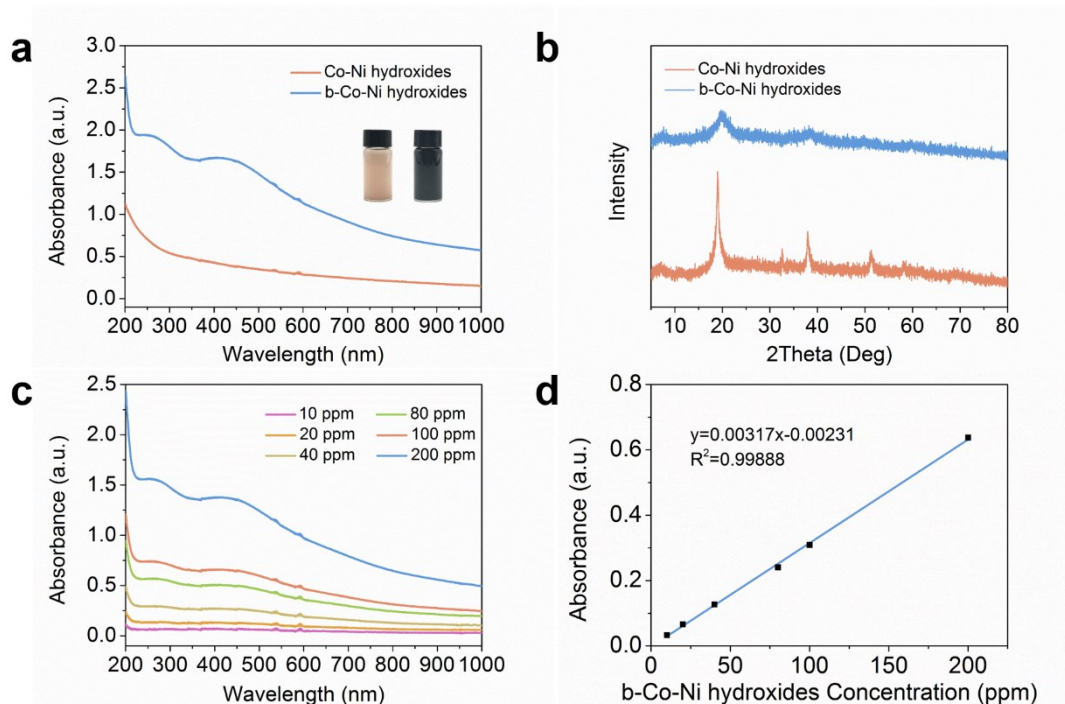 a
3.0
2.5
2.0
1.5
1.0
0.5
0.0
Absorbance (a.u.)
Co-Ni hydroxides
b-Co-Ni hydroxides
200 300 400 500 600 700 800 900 1000
Wavelength (nm)
b
Intensity
Co-Ni hydroxides
b-Co-Ni hydroxides
10 20 30 40 50 60 70 80
2Theta (Deg)
c
2.5
2.0
1.5
1.0
0.5
0.0
Absorbance (a.u.)
10 ppm 80 ppm
20 ppm 100 ppm
40 ppm 200 ppm
200 300 400 500 600 700 800 900 1000
Wavelength (nm)
d
0.8
0.6
0.4
0.2
0.0
Absorbance (a.u.)
y=0.00317x-0.00231
R²=0.99888
0 50 100 150 200
b-Co-Ni hydroxides Concentration (ppm)